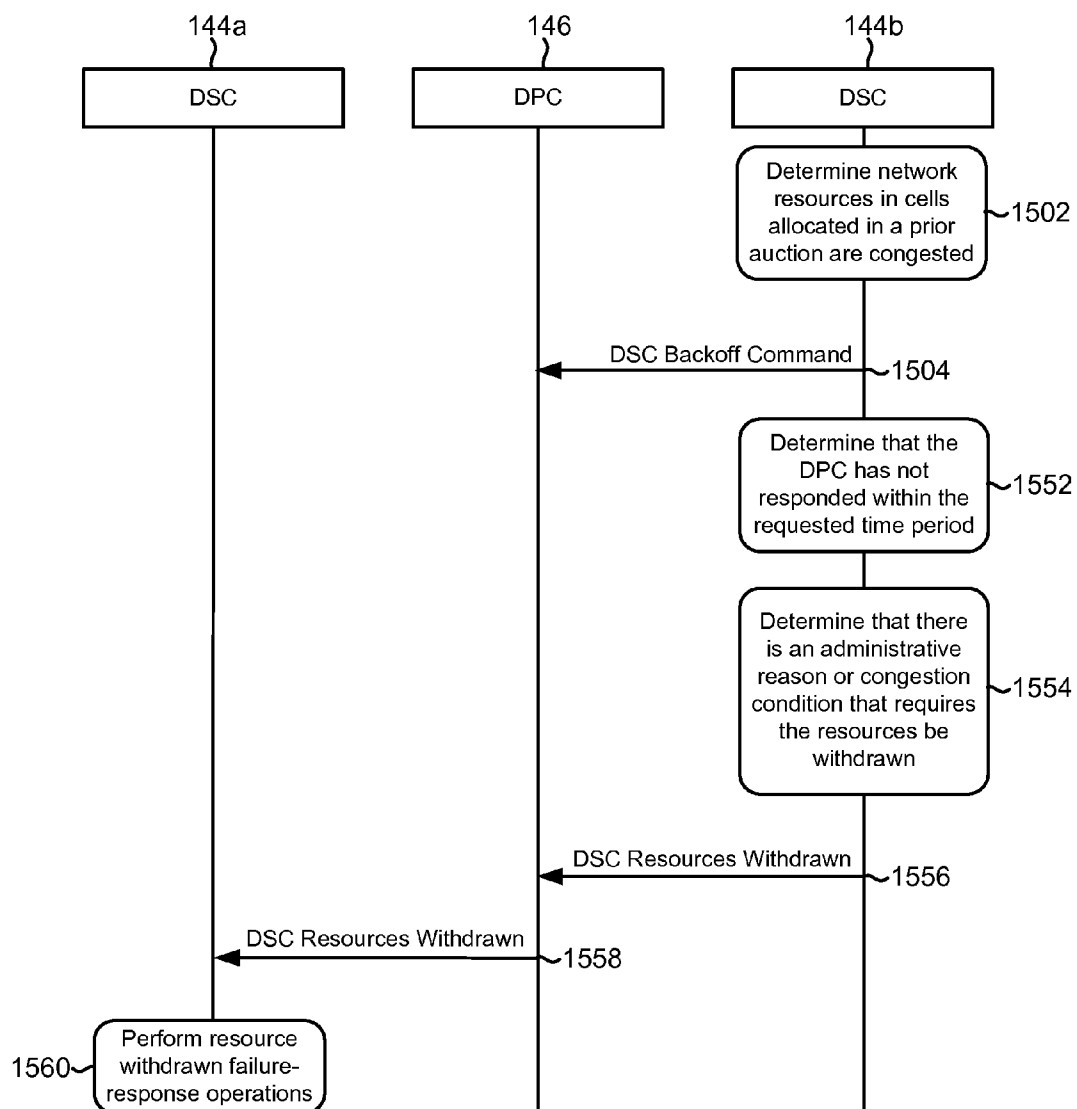 144a
146
144b
DSC
DPC
DSC
Determine network
resources in cells
allocated in a prior
auction are congested
1502
DSC Backoff Command
1504
Determine that the
DPC has not
responded within the
requested time period
1552
Determine that there
is an administrative
reason or congestion
condition that requires
the resources be
withdrawn
1554
DSC Resources Withdrawn
1556
DSC Resources Withdrawn
1558
1560
Perform resource
withdrawn failure-
response operations